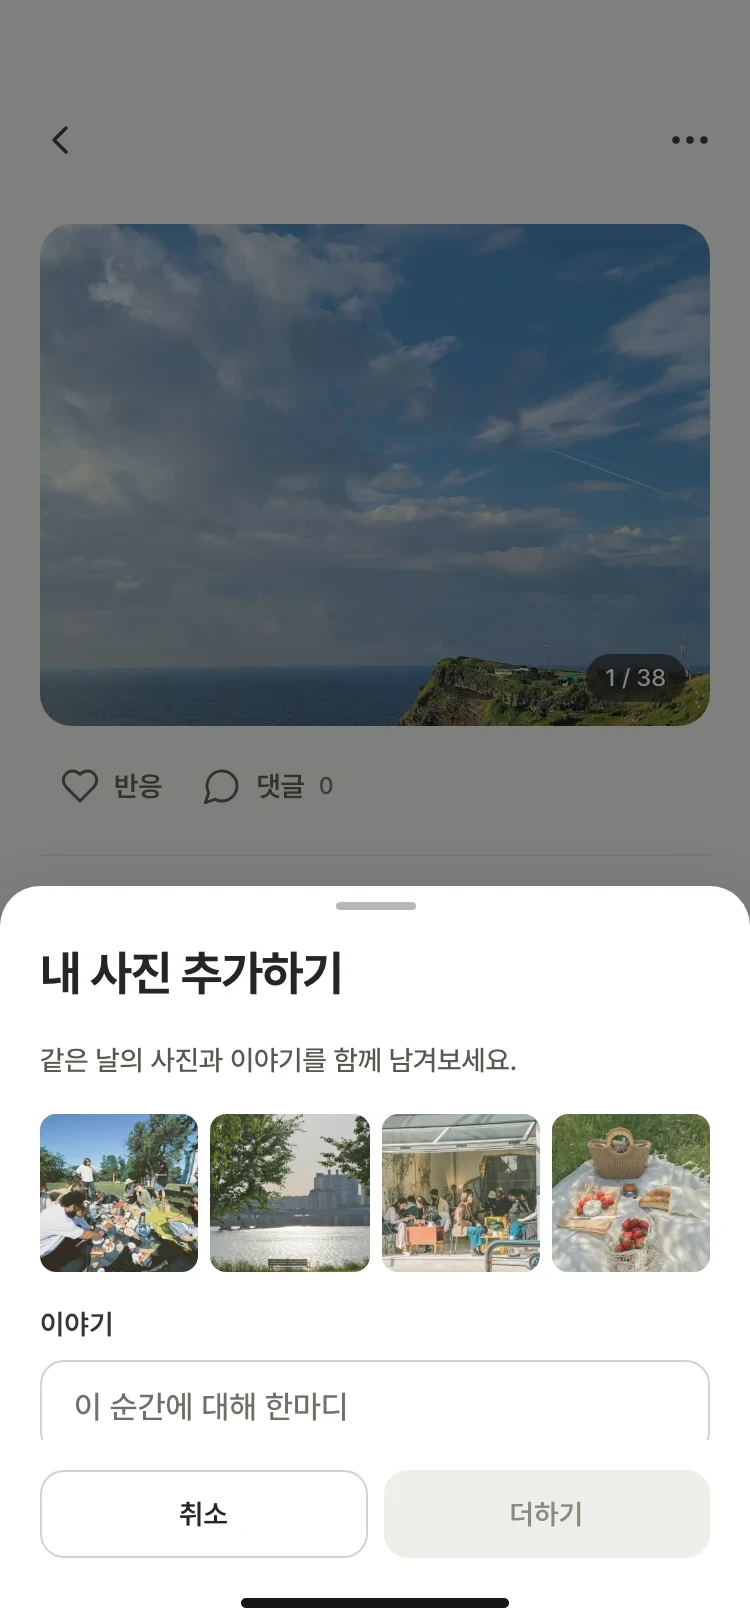 1 / 38
반응 댓글 0
내 사진 추가하기
같은 날의 사진과 이야기를 함께 남겨보세요.
이야기
이 순간에 대해 한마디
취소 더하기